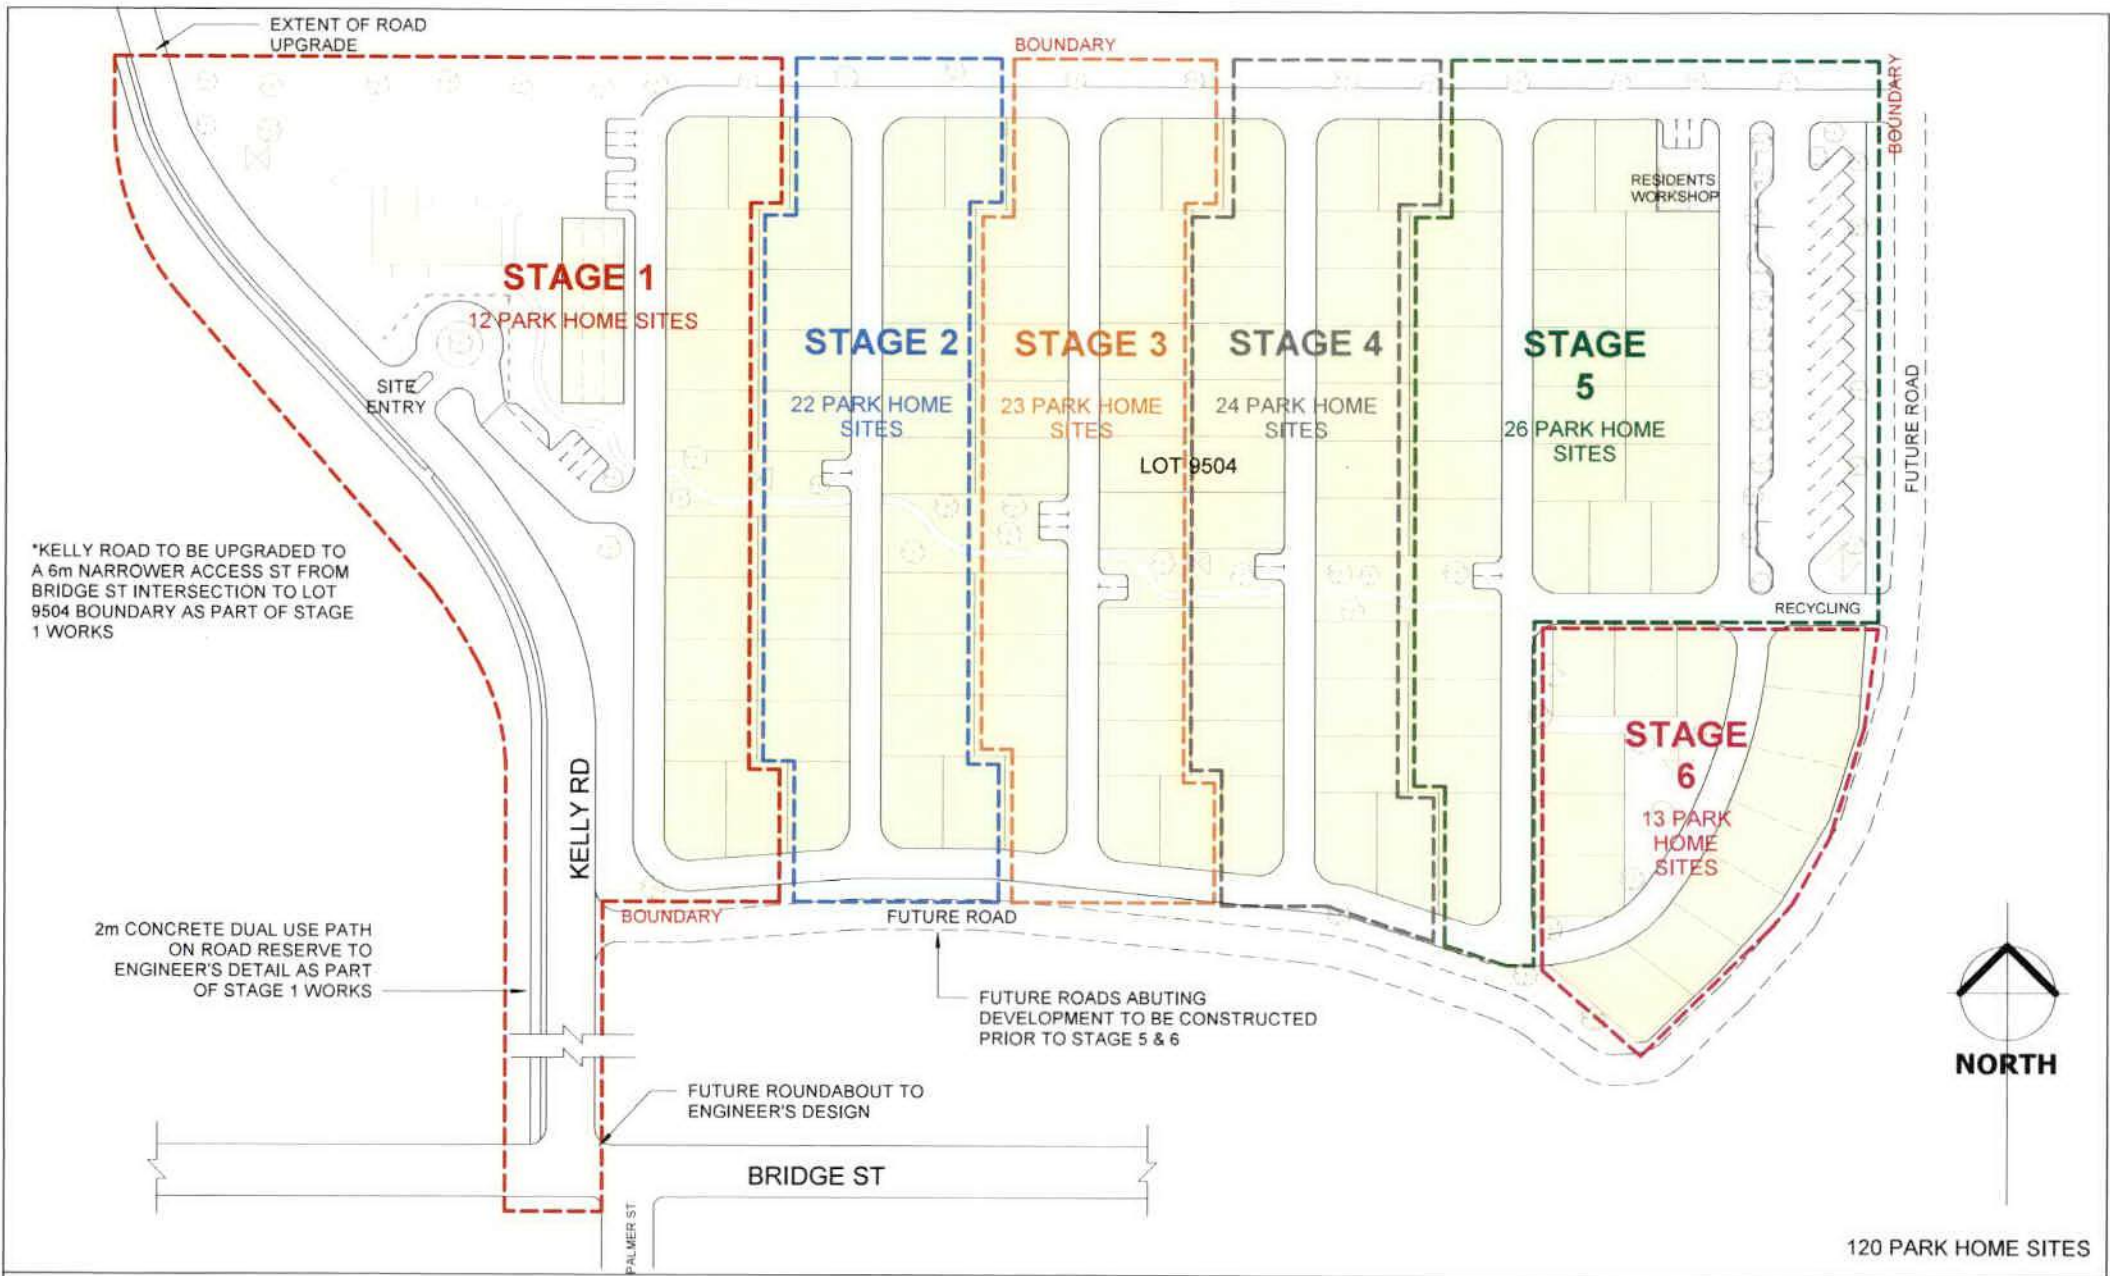 EXTENT OF ROAD
UPGRADE
BOUNDARY
BOUNDARY
RESIDENTS
WORKSHOP
STAGE 1
12 PARK HOME SITES
STAGE 2
22 PARK HOME
SITES
STAGE 3
23 PARK HOME
SITES
STAGE 4
24 PARK HOME
SITES
STAGE
5
26 PARK HOME
SITES
LOT 9504
SITE
ENTRY
FUTURE ROAD
*KELLY ROAD TO BE UPGRADED TO
A 6m NARROWER ACCESS ST FROM
BRIDGE ST INTERSECTION TO LOT
9504 BOUNDARY AS PART OF STAGE
1 WORKS
RECYCLING
STAGE
6
13 PARK
HOME
SITES
KELLY RD
BOUNDARY
FUTURE ROAD
2m CONCRETE DUAL USE PATH
ON ROAD RESERVE TO
ENGINEER'S DETAIL AS PART
OF STAGE 1 WORKS
FUTURE ROADS ABUTING
DEVELOPMENT TO BE CONSTRUCTED
PRIOR TO STAGE 5 & 6
NORTH
FUTURE ROUNDABOUT TO
ENGINEER'S DESIGN
BRIDGE ST
PALMER ST
120 PARK HOME SITES